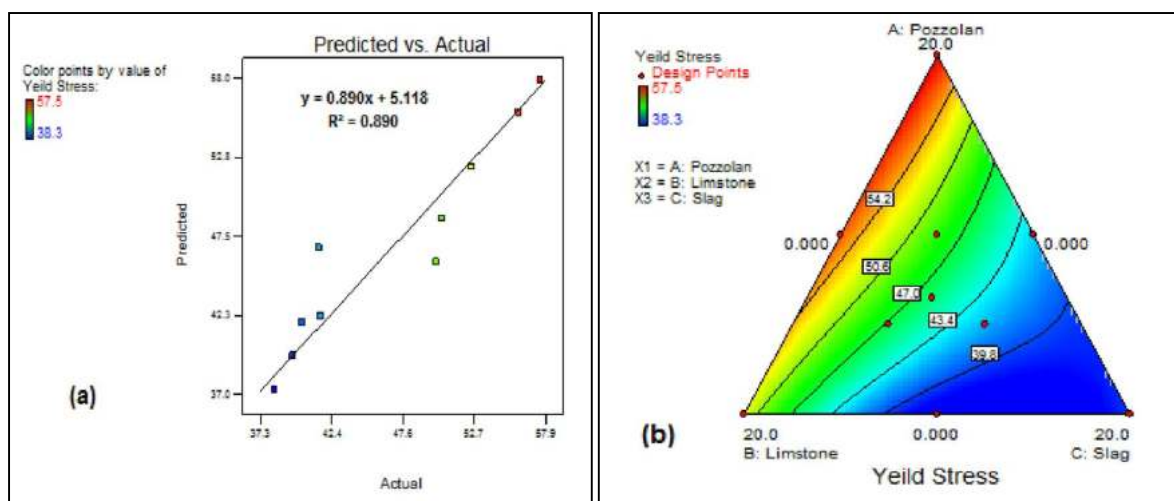 Predicted vs. Actual
Color points by value of
Yeild Stress:
57.5
38.3
y = 0.890x + 5.118
R² = 0.890
Predicted
58.0
52.8
47.5
42.3
37.0
37.3
42.4
47.6
52.7
57.9
Actual
(a)
A: Pozzolan
20.0
Yeild Stress
Design Points
57.5
38.3
X1 = A: Pozzolan
X2 = B: Limstone
X3 = C: Slag
54.2
0.000
0.000
50.6
47.0
43.4
39.8
(b)
20.0
0.000
20.0
B: Limstone
C: Slag
Yeild Stress